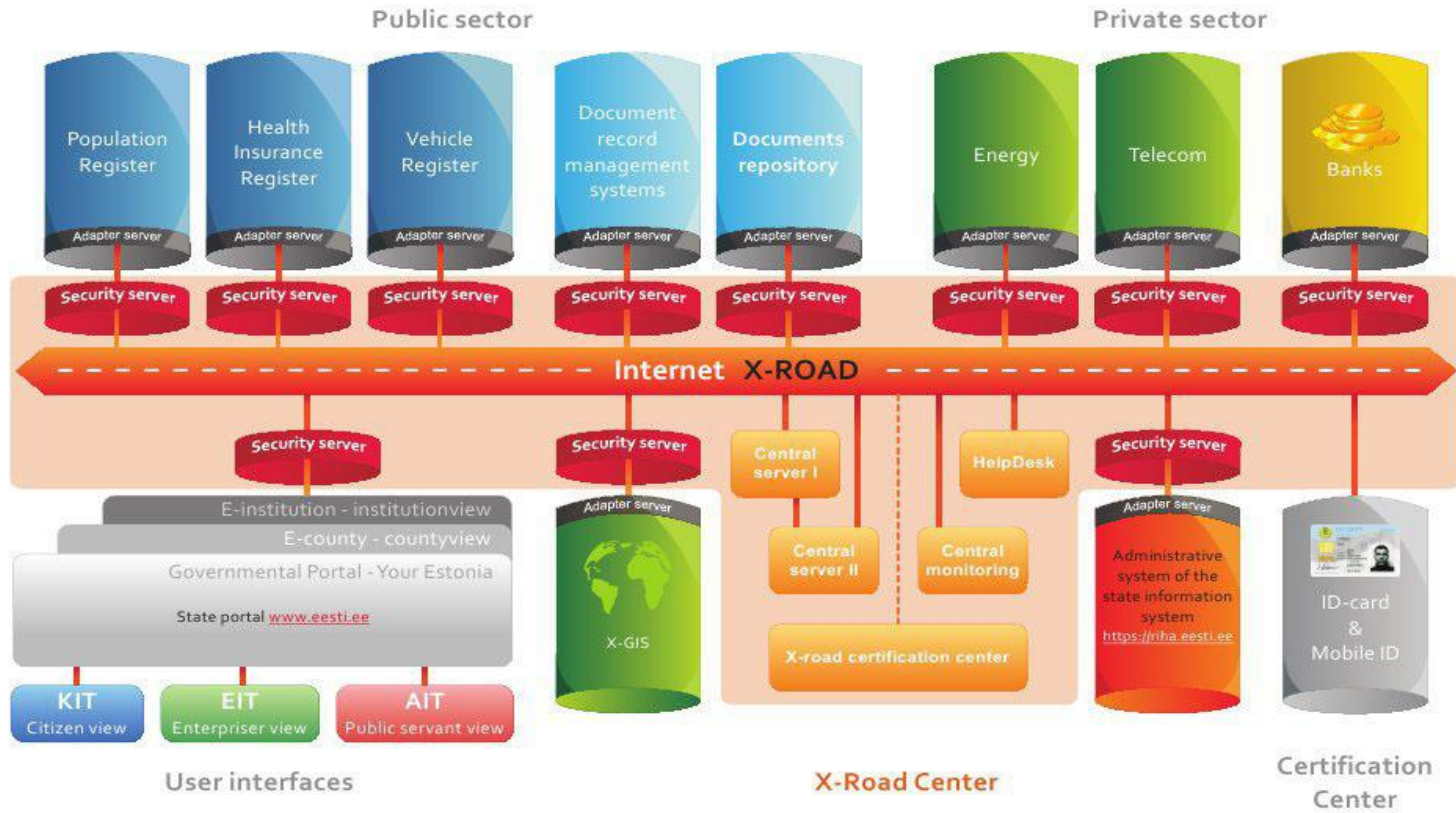 Public sector
Private sector
Population
Register
Health
Insurance
Register
Vehicle
Register
Document
record
management
systems
Documents
repository
Energy
Telecom
Banks
Adapter server
Adapter server
Adapter server
Adapter server
Adapter server
Adapter server
Adapter server
Adapter server
Security server
Security server
Security server
Security server
Security server
Security server
Security server
Security server
Internet X-ROAD
Security server
Security server
Security server
Central
server I
HelpDesk
E-institution - institutionview
E-county - countyview
Governmental Portal - Your Estonia
State portal www.eesti.ee
KIT
Citizen view
EIT
Enterpriser view
AIT
Public servant view
Adapter server
X-GIS
Central
server II
Central
monitoring
X-road certification center
Adapter server
Administrative
system of the
state information
system
https://riha.eesti.ee
ID-card
&
Mobile ID
User interfaces
X-Road Center
Certification
Center